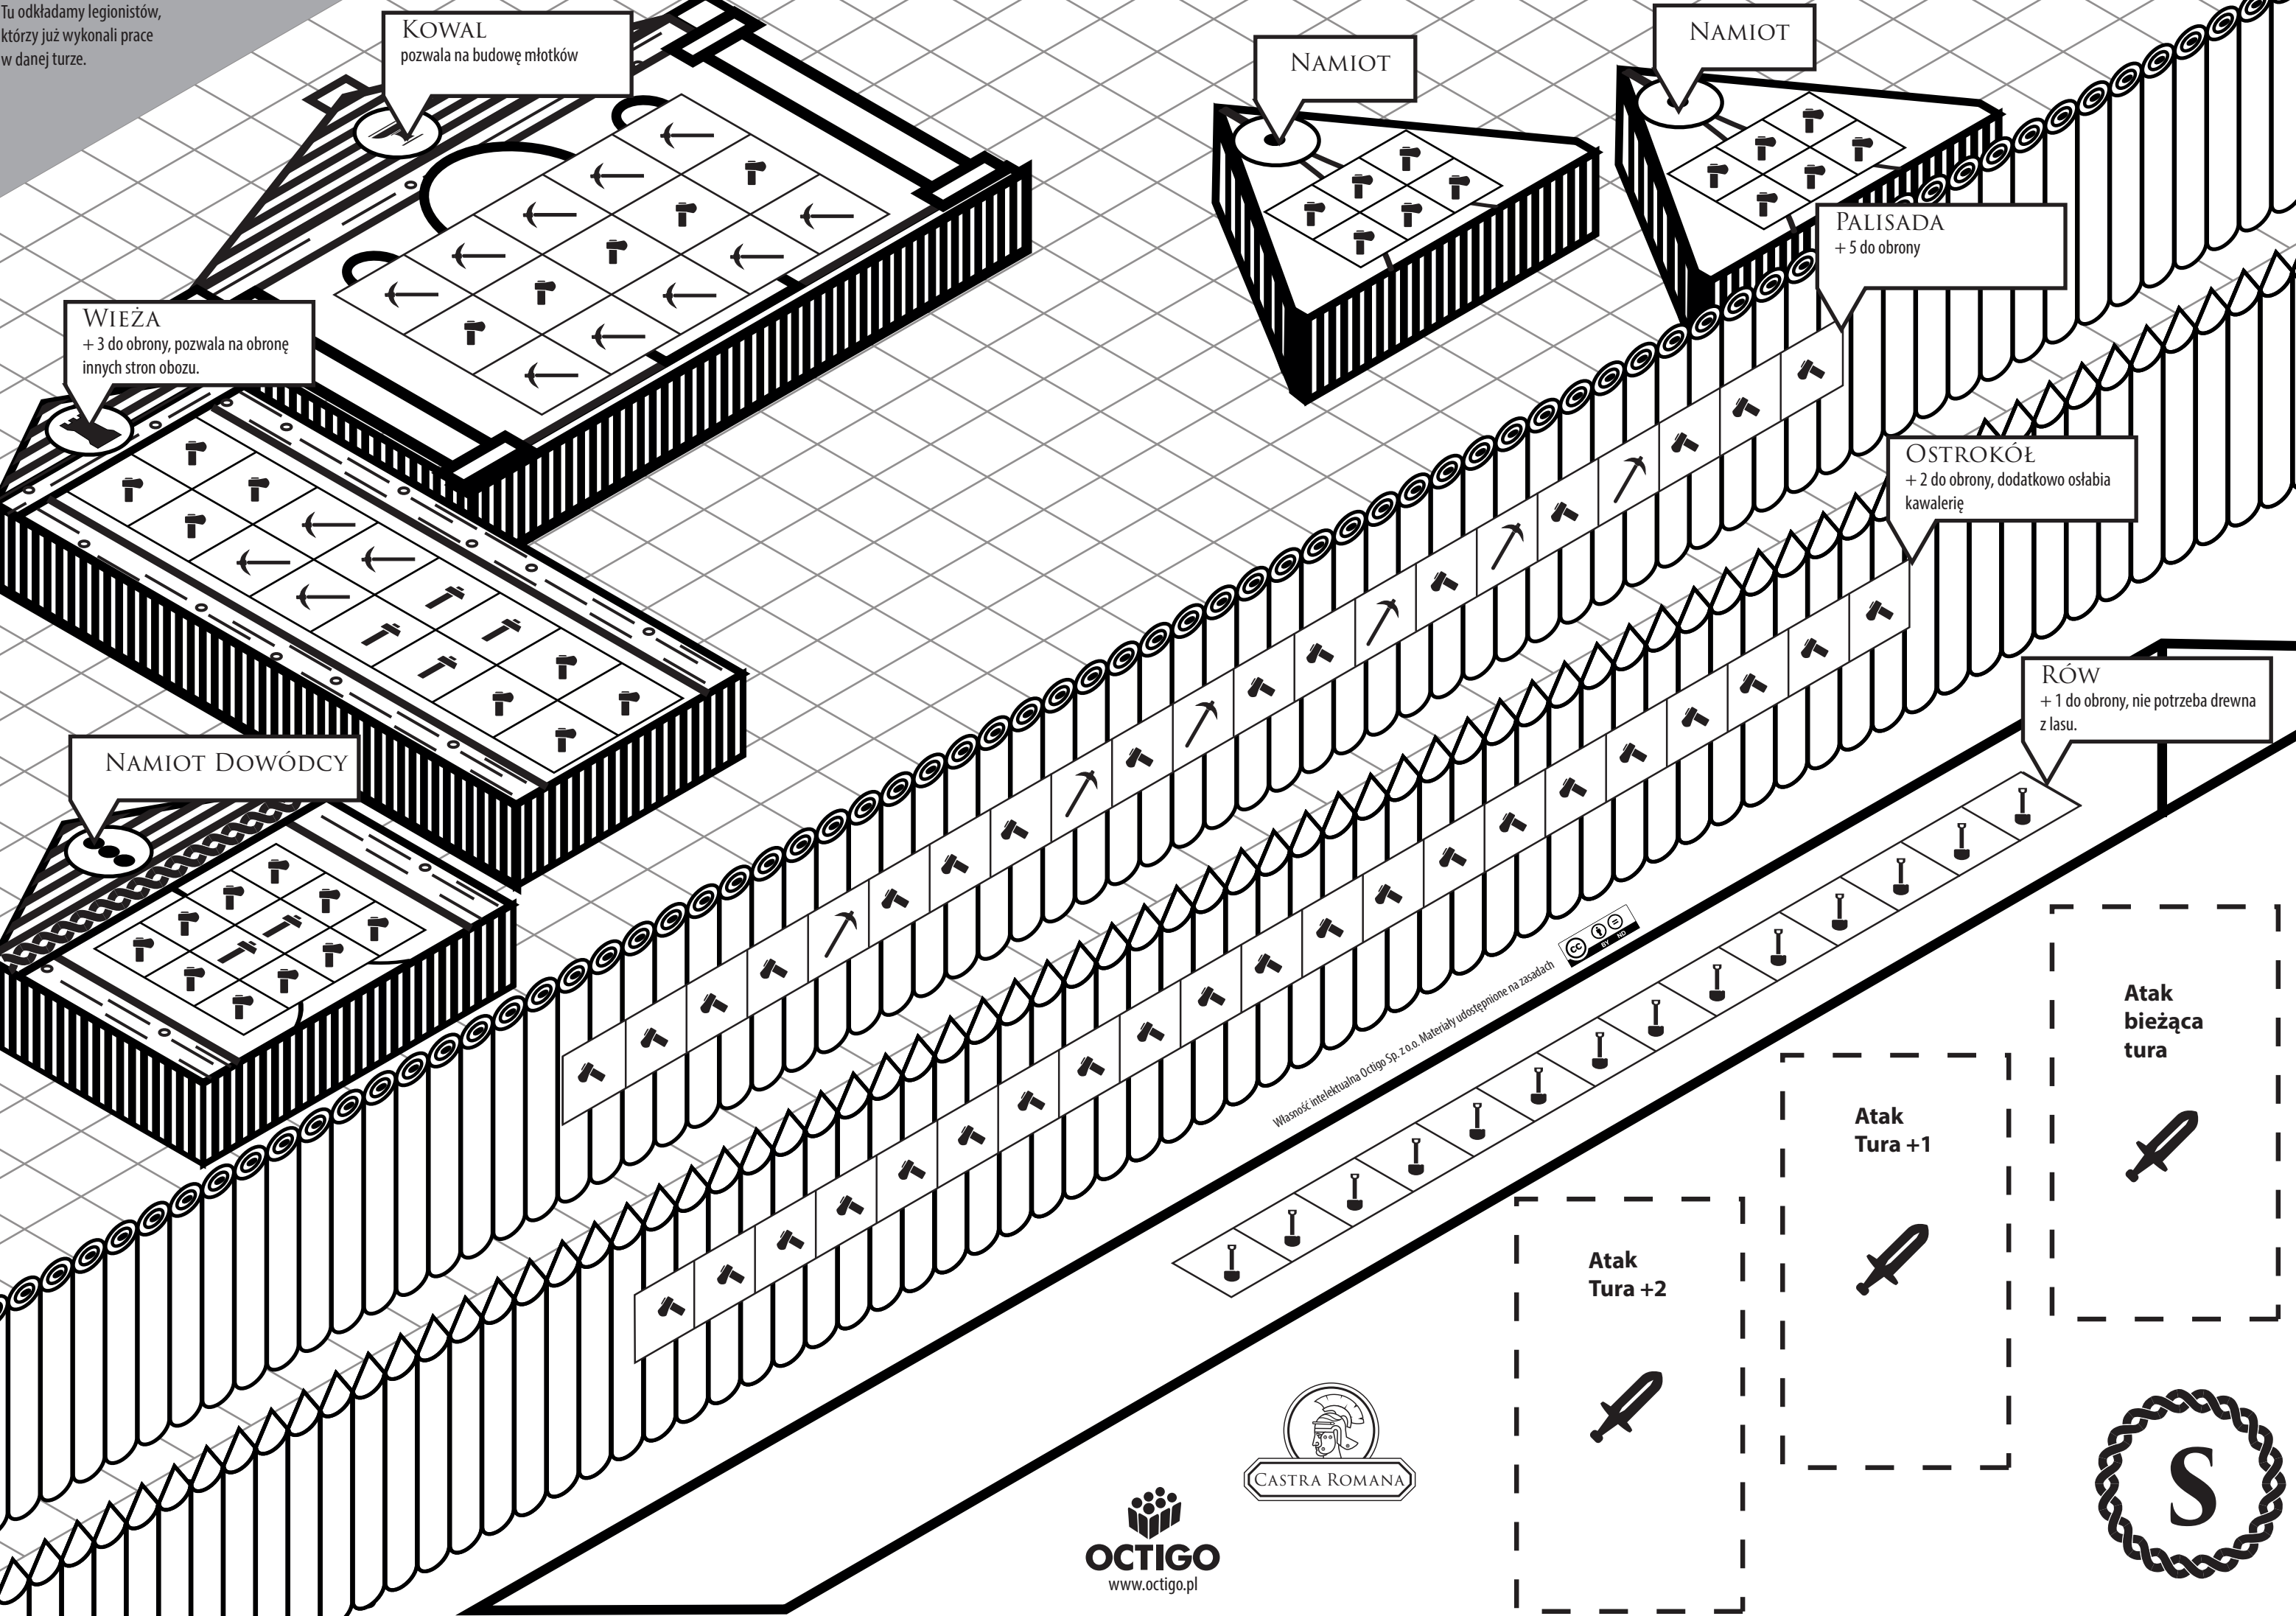 Tu odkładamy legionistów,
którzy już wykonali prace
w danej turze.
Kowal
pozwala na budowę młotków
Namiot
Namiot
Palisada
+ 5 do obrony
Wieża
+ 3 do obrony, pozwala na obronę
innych stron obozu.
Ostrokół
+ 2 do obrony, dodatkowo osłabia
kawalerię
Rów
+ 1 do obrony, nie potrzeba drewna
z lasu.
Namiot Dowódcy
Własność intelektualna Octigo Sp. z o.o. Materiały udostępnione na zasadach
cc
BY ND
Atak
bieżąca
tura
Atak
Tura +1
Atak
Tura +2
Castra Romana
OCTIGO
www.octigo.pl
S